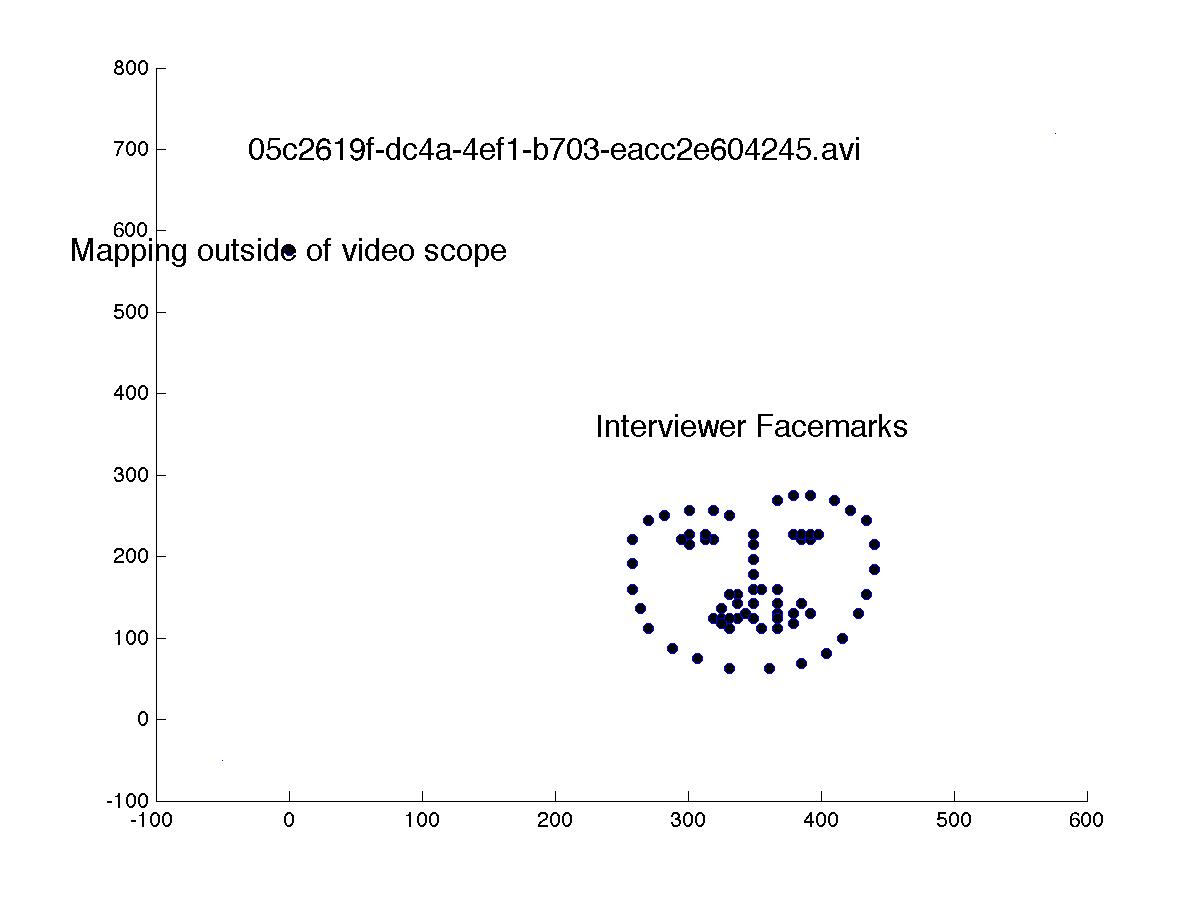 800
700
05c2619f-dc4a-4ef1-b703-eacc2e604245.avi
600
Mapping outside of video scope
500
400
Interviewer Facemarks
300
200
100
0
-100
-100 0 100 200 300 400 500 600